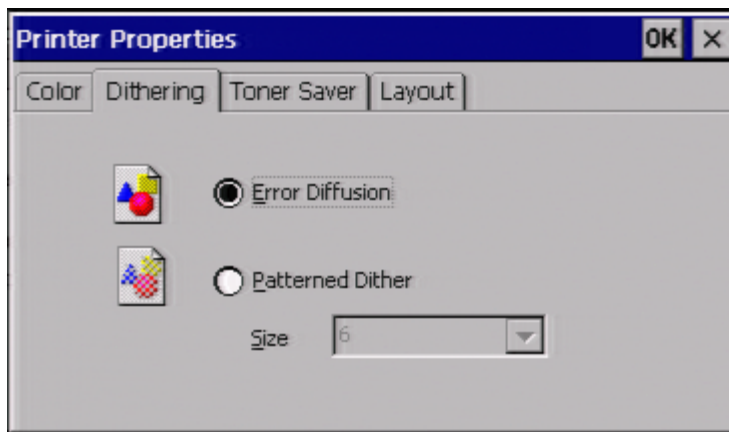 Printer Properties OK ×
Color Dithering Toner Saver Layout
Error Diffusion
Patterned Dither
Size 6